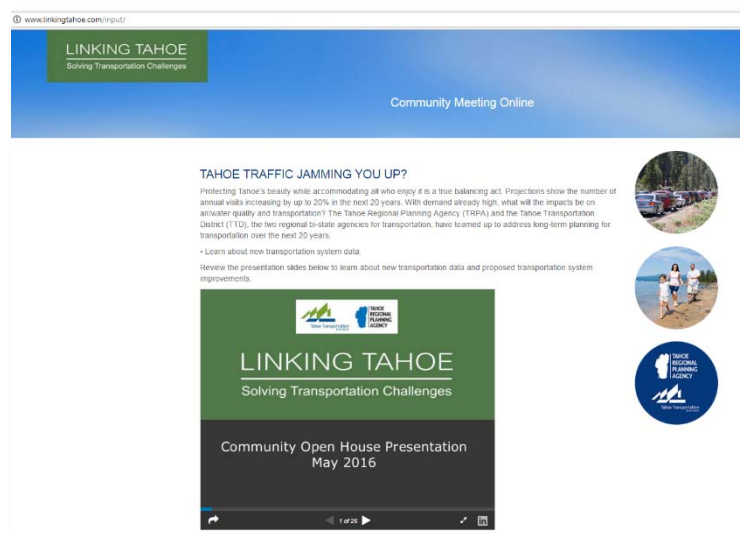 www.linkingtahoe.com/input/
LINKING TAHOE
Solving Transportation Challenges
Community Meeting Online
TAHOE TRAFFIC JAMMING YOU UP?
Protecting Tahoe's beauty while accommodating all who enjoy it is a true balancing act. Projections show the number of
annual visits increasing by up to 20% in the next 20 years. With demand already high, what will the impacts be on
air/water quality and transportation? The Tahoe Regional Planning Agency (TRPA) and the Tahoe Transportation
District (TTD), the two regional bi-state agencies for transportation, have teamed up to address long-term planning for
transportation over the next 20 years.
• Learn about new transportation system data.
Review the presentation slides below to learn about new transportation data and proposed transportation system
improvements.
Tahoe Transportation
TAHOE
REGIONAL
PLANNING
AGENCY
LINKING TAHOE
Solving Transportation Challenges
Community Open House Presentation
May 2016
1 of 25
in
TAHOE
REGIONAL
PLANNING
AGENCY
Tahoe Transportation